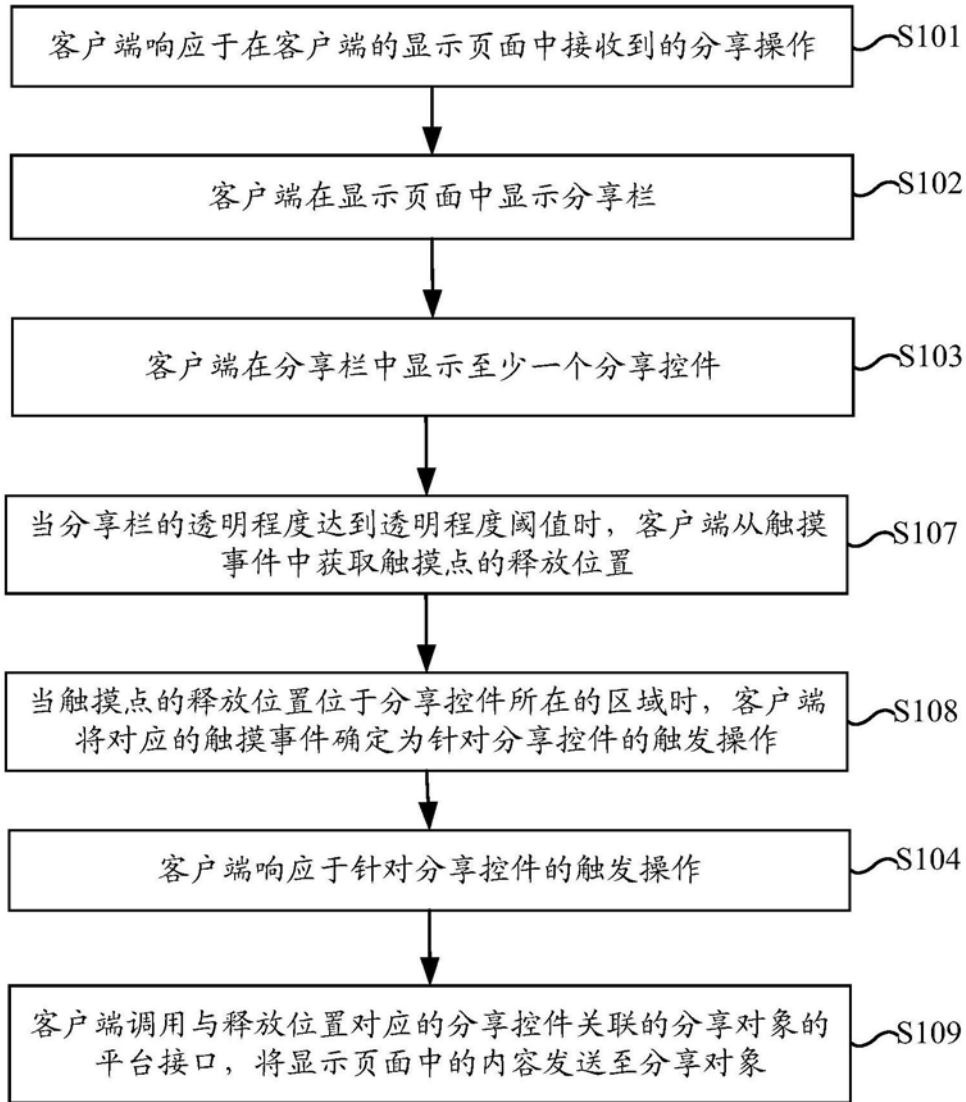 客户端响应于在客户端的显示页面中接收到的分享操作
S101
客户端在显示页面中显示分享栏
S102
客户端在分享栏中显示至少一个分享控件
S103
当分享栏的透明程度达到透明程度阈值时，客户端从触摸
事件中获取触摸点的释放位置
S107
当触摸点的释放位置位于分享控件所在的区域时，客户端
将对应的触摸事件确定为针对分享控件的触发操作
S108
客户端响应于针对分享控件的触发操作
S104
客户端调用与释放位置对应的分享控件关联的分享对象的
平台接口，将显示页面中的内容发送至分享对象
S109